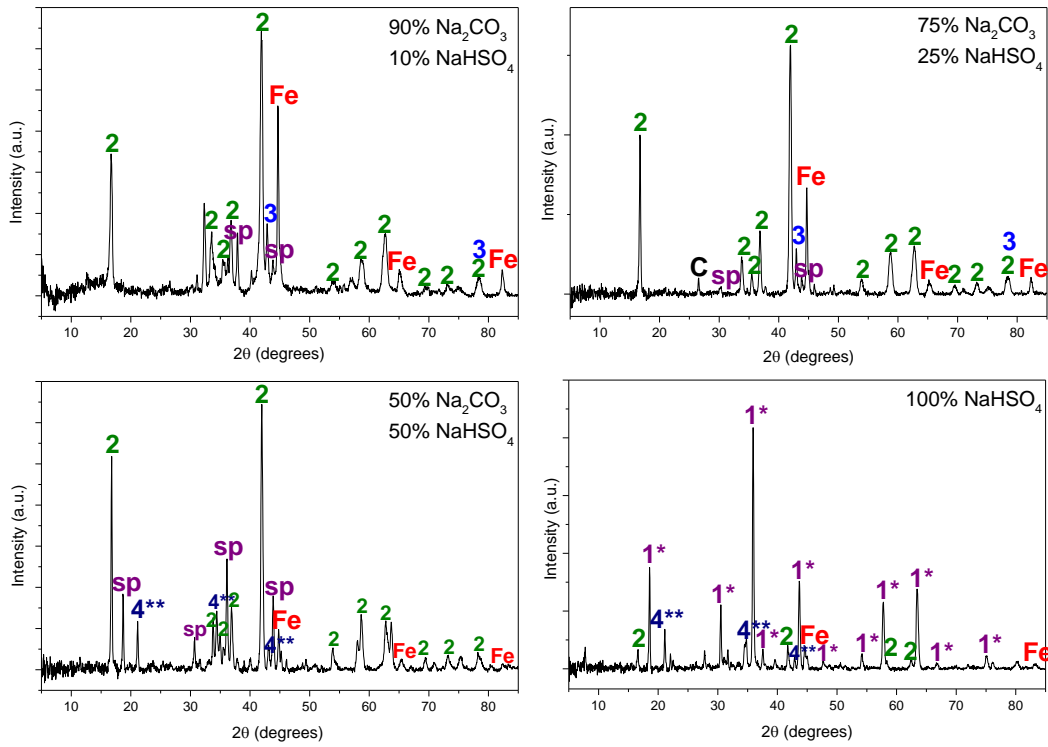 90% Na₂CO₃
10% NaHSO₄
2
2
Fe
2
2
2
sp
3
sp
2
2
2
Fe
2
2
3
2
Fe
Intensity (a.u.)
10 20 30 40 50 60 70 80
2θ (degrees)
75% Na₂CO₃
25% NaHSO₄
2
2
Fe
C
sp
2
2
2
3
sp
2
2
2
Fe
2
2
3
2
Fe
Intensity (a.u.)
10 20 30 40 50 60 70 80
2θ (degrees)
50% Na₂CO₃
50% NaHSO₄
2
2
sp
4**
sp
2
4**
2
sp
2
sp
Fe
4**
2
2
2
Fe
2
2
2
Fe
Intensity (a.u.)
10 20 30 40 50 60 70 80
2θ (degrees)
100% NaHSO₄
2
1*
4**
1*
4**
1*
1*
2
1*
4**
Fe
1*
1*
1*
2
2
1*
1*
1*
Fe
Intensity (a.u.)
10 20 30 40 50 60 70 80
2θ (degrees)